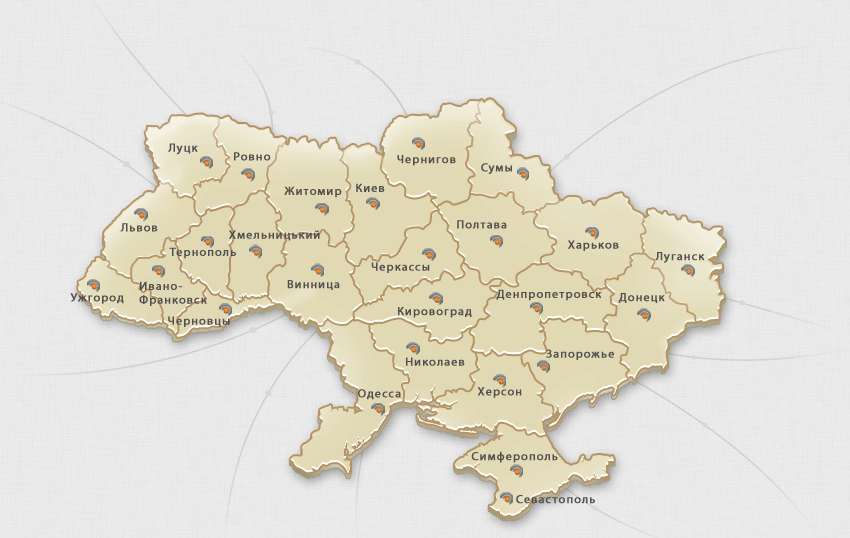 Луцк
Ровно
Чернигов
Сумы
Житомир
Киев
Львов
Хмельницький
Полтава
Харьков
Тернополь
Черкассы
Луганск
Ужгород
Ивано-
Франковск
Винница
Кировоград
Денпропетровск
Донецк
Черновцы
Николаев
Запорожье
Одесса
Херсон
Симферополь
Севастополь